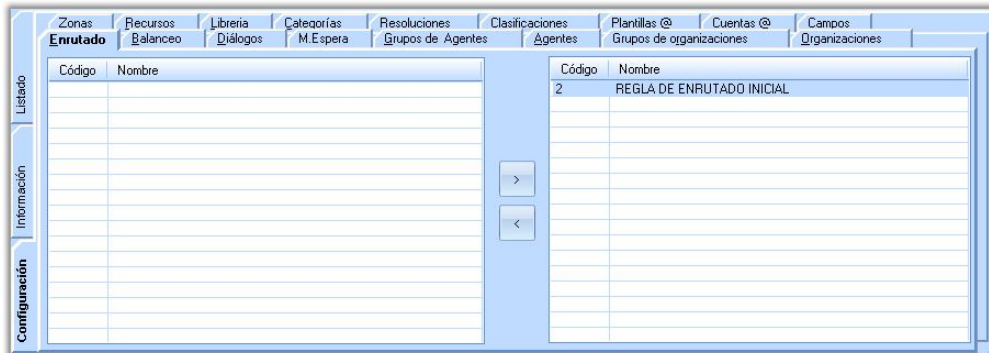 Zonas Recursos Libreria Categorías Resoluciones Clasificaciones Plantillas @ Cuentas @ Campos
Enrutado Balanceo Diálogos M.Espera Grupos de Agentes Agentes Grupos de organizaciones Organizaciones
Listado
Información
Configuración
Código Nombre
>
<
Código Nombre
2 REGLA DE ENRUTADO INICIAL